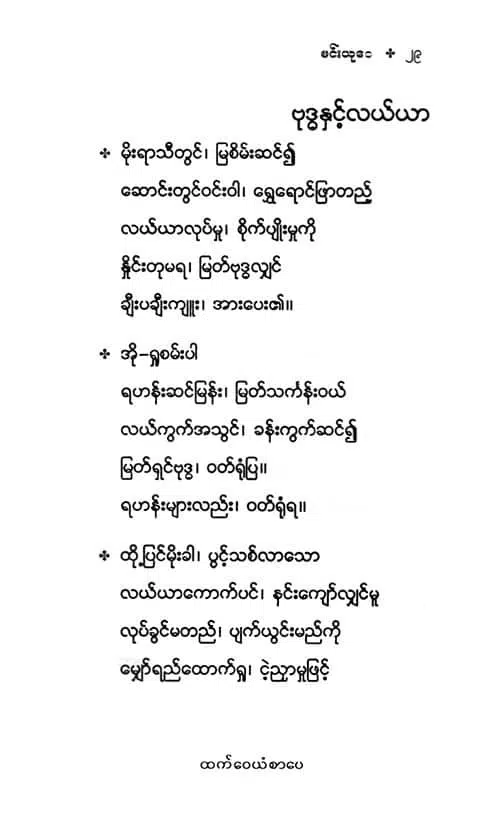 မင်းသုဝေ ✤ ၂၉
ဗုဒ္ဓနှင့်လယ်ယာ
✤ မိုးရာသီတွင်၊ မြစိမ်းဆင်၍
ဆောင်းတွင်ဝင်းဝါ၊ ရွှေရောင်ဖြာတည့်
လယ်ယာလုပ်မှု၊ စိုက်ပျိုးမှုကို
နှိုင်းတုမရ၊ မြတ်ဗုဒ္ဓလျှင်
ချီးပချီးကျူး၊ အားပေး၏။
✤ အို-ရှုစမ်းပါ
ရဟန်းဆင်မြန်း၊ မြတ်သင်္ကန်းဝယ်
လယ်ကွက်အသွင်၊ ခန်းကွက်ဆင်၍
မြတ်ရှင်ဗုဒ္ဓ၊ ဝတ်ရုံပြ။
ရဟန်းများလည်း၊ ဝတ်ရုံရ။
✤ ထို့ပြင်မိုးခါ၊ ပွင့်သစ်လာသော
လယ်ယာကောက်ပင်၊ နင်းကျော်လျှင်မူ
လုပ်ခွင်မတည်၊ ပျက်ယွင်းမည်ကို
မျှော်ရည်ထောက်ရှု၊ ငဲ့ညှာမှုဖြင့်
ထက်ဝေယံစာပေ